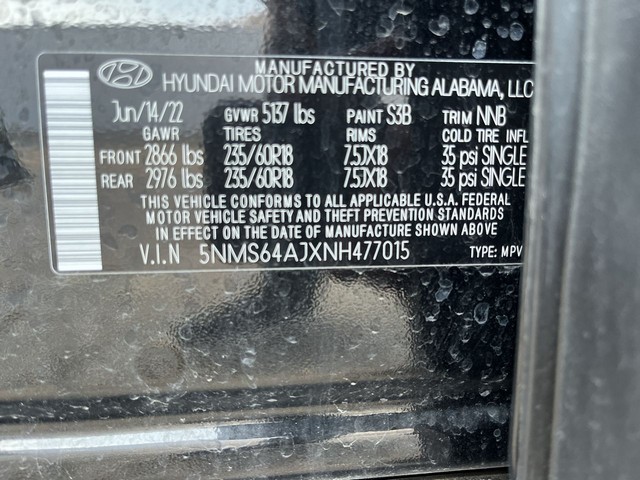 MANUFACTURED BY
HYUNDAI MOTOR MANUFACTURING ALABAMA, LLC
Jun/14/22 GVWR 5137 lbs PAINT S3B TRIM NNB
GAWR TIRES RIMS COLD TIRE INFL
FRONT 2866 lbs 235/60R18 7.5JX18 35 psi SINGLE
REAR 2976 lbs 235/60R18 7.5JX18 35 psi SINGLE
THIS VEHICLE CONFORMS TO ALL APPLICABLE U.S.A. FEDERAL
MOTOR VEHICLE SAFETY AND THEFT PREVENTION STANDARDS
IN EFFECT ON THE DATE OF MANUFACTURE SHOWN ABOVE.
V.I.N 5NMS64AJXNH477015 TYPE: MPV